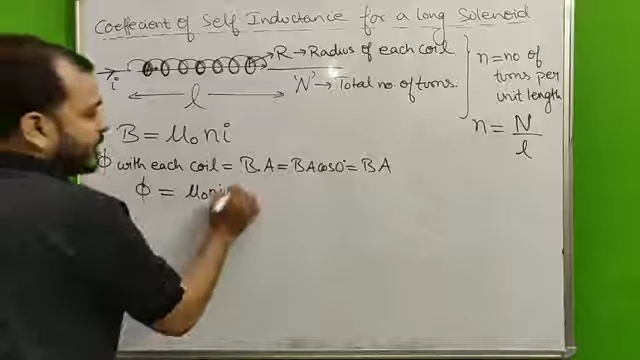 Coefficient of Self Inductance for a long Solenoid
R → Radius of each coil
i
'N' → Total no. of turns.
l
n = no of turns per unit length
n = N/l
B = μ₀ni
ϕ with each coil = B.A = BAcos0° = BA
ϕ = μ₀ni